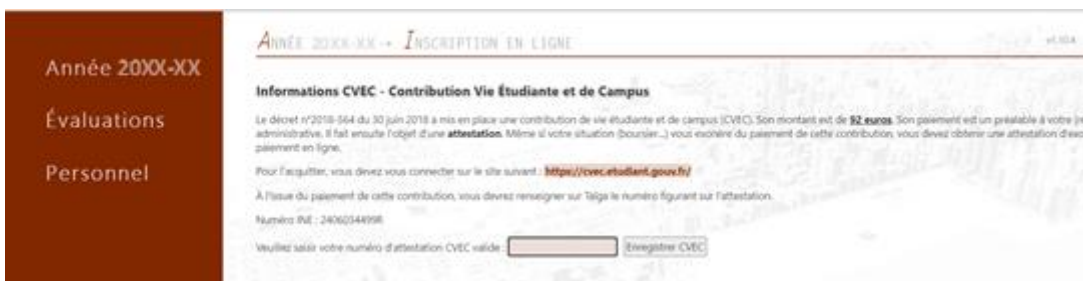 Année 20XX-XX
Évaluations
Personnel
ANNÉE 20XX-XX • INSCRIPTION EN LIGNE
Informations CVEC - Contribution Vie Étudiante et de Campus
Le décret n°2018-564 du 30 juin 2018 a mis en place une contribution de vie étudiante et de campus (CVEC). Son montant est de 92 euros. Son paiement est un préalable à votre
administrative. Il fait ensuite l'objet d'une attestation. Même si votre situation (boursier...) vous exonère du paiement de cette contribution, vous devez obtenir une attestation
paiement en ligne.
Pour l'acquitter, vous devez vous connecter sur le site suivant : https://cvec.etudiant.gouv.fr/
À l'issue du paiement de cette contribution, vous devrez renseigner sur Taïga le numéro figurant sur l'attestation.
Numéro INE :
Veuillez saisir votre numéro d'attestation CVEC valide :
Enregistrer CVEC